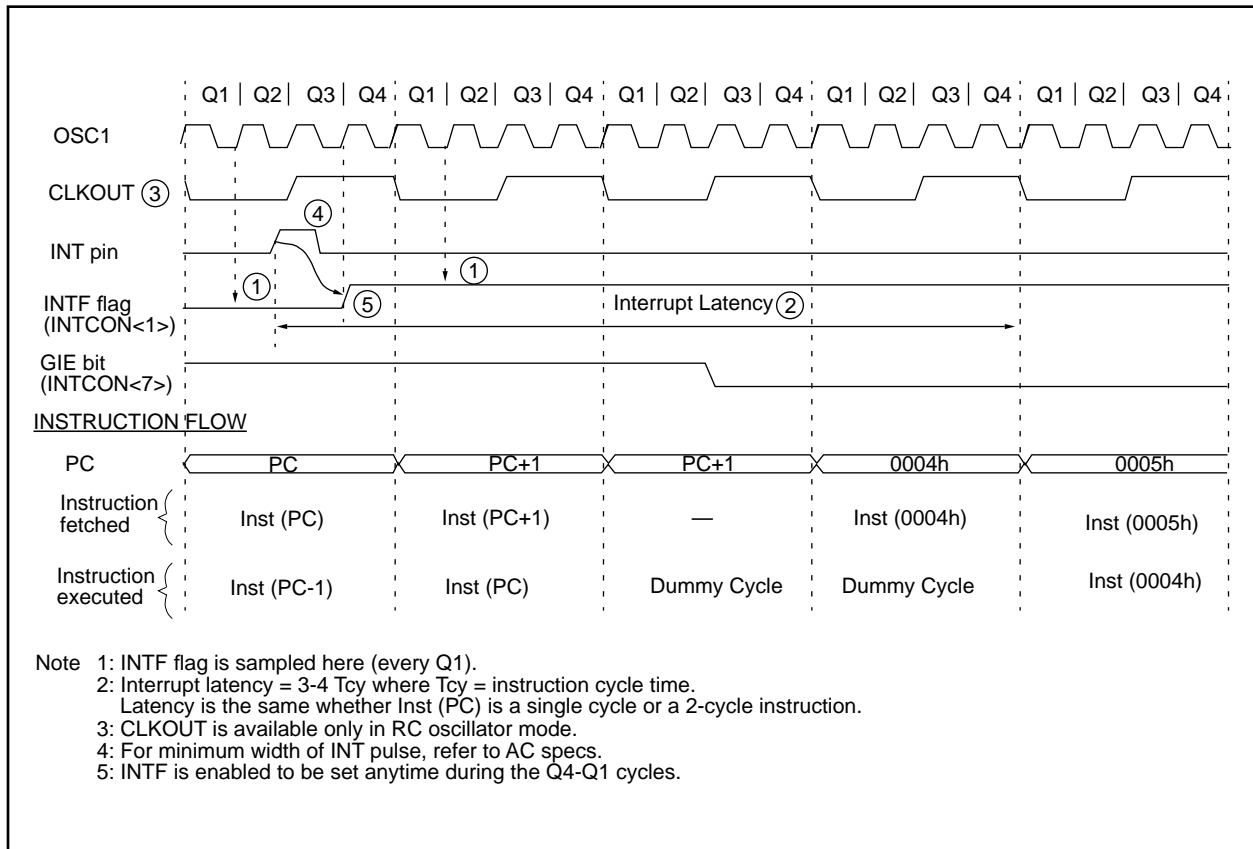 Q1 | Q2 | Q3 | Q4 Q1 | Q2 | Q3 | Q4 Q1 | Q2 | Q3 | Q4 Q1 | Q2 | Q3 | Q4 Q1 | Q2 | Q3 | Q4
OSC1
CLKOUT ③
④
INT pin
① ①
INTF flag
(INTCON<1>)
⑤
Interrupt Latency ②
GIE bit
(INTCON<7>)
INSTRUCTION FLOW
PC PC PC+1 PC+1 0004h 0005h
Instruction
fetched
Inst (PC) Inst (PC+1) — Inst (0004h) Inst (0005h)
Instruction
executed
Inst (PC-1) Inst (PC) Dummy Cycle Dummy Cycle Inst (0004h)
Note 1: INTF flag is sampled here (every Q1).
2: Interrupt latency = 3-4 Tcy where Tcy = instruction cycle time.
Latency is the same whether Inst (PC) is a single cycle or a 2-cycle instruction.
3: CLKOUT is available only in RC oscillator mode.
4: For minimum width of INT pulse, refer to AC specs.
5: INTF is enabled to be set anytime during the Q4-Q1 cycles.